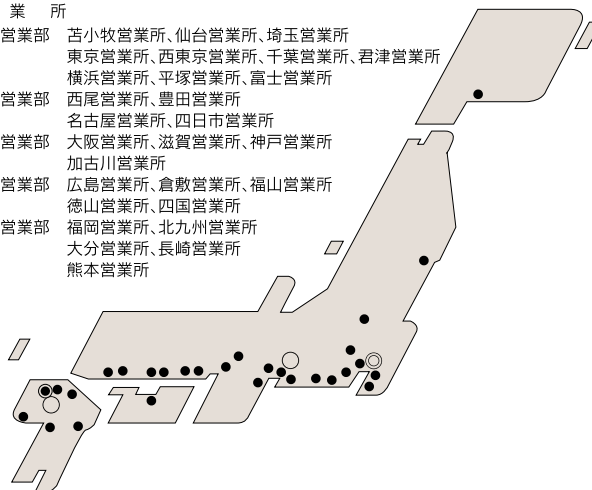 業 所
営業部 苫小牧営業所、仙台営業所、埼玉営業所
東京営業所、西東京営業所、千葉営業所、君津営業所
横浜営業所、平塚営業所、富士営業所
営業部 西尾営業所、豊田営業所
名古屋営業所、四日市営業所
営業部 大阪営業所、滋賀営業所、神戸営業所
加古川営業所
営業部 広島営業所、倉敷営業所、福山営業所
徳山営業所、四国営業所
営業部 福岡営業所、北九州営業所
大分営業所、長崎営業所
熊本営業所